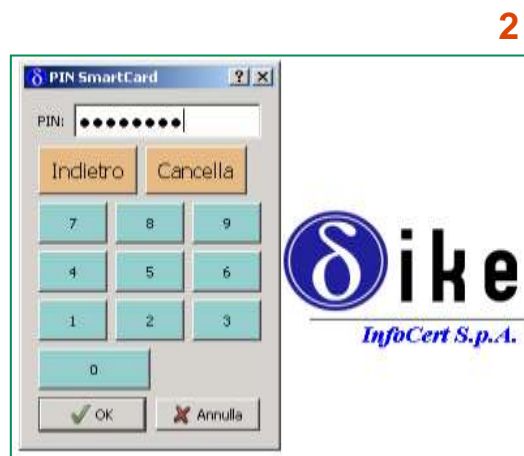 2
δ PIN SmartCard ? X
PIN: ●●●●●●●●
Indietro Cancella
7 8 9
4 5 6
1 2 3
0
OK Annulla
δike
InfoCert S.p.A.